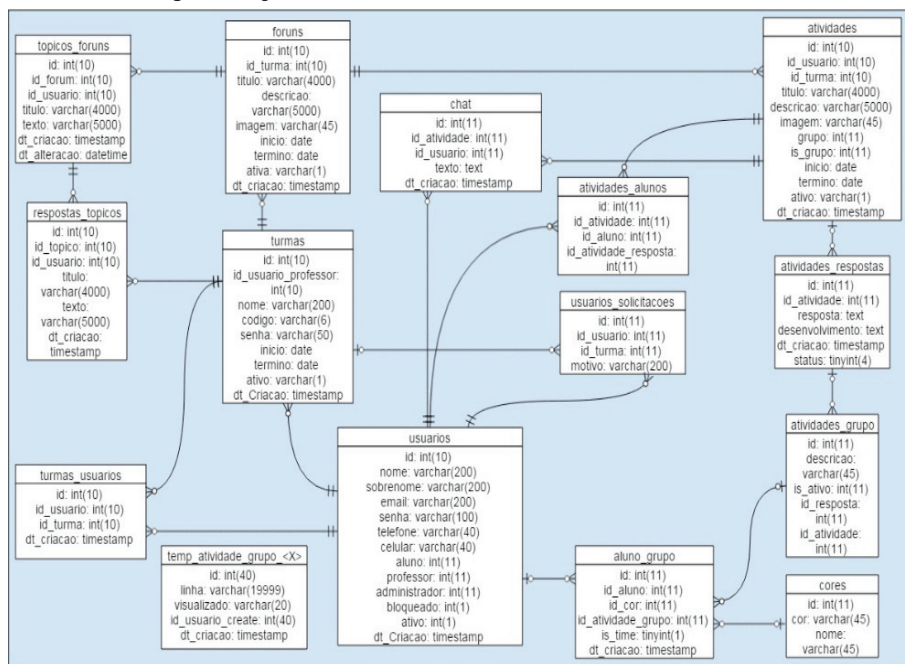 topicos_foruns
id: int(10)
id_forum: int(10)
id_usuario: int(10)
titulo: varchar(4000)
texto: varchar(5000)
dt_criacao: timestamp
dt_alteracao: datetime
foruns
id: int(10)
id_turma: int(10)
titulo: varchar(4000)
descricao:
varchar(5000)
imagem: varchar(45)
inicio: date
termino: date
ativa: varchar(1)
dt_criacao: timestamp
atividades
id: int(10)
id_usuario: int(10)
id_turma: int(10)
titulo: varchar(4000)
descricao: varchar(5000)
imagem: varchar(45)
grupo: int(11)
is_grupo: int(11)
inicio: date
termino: date
ativo: varchar(1)
dt_criacao: timestamp
chat
id: int(11)
id_atividade: int(11)
id_usuario: int(11)
texto: text
dt_criacao: timestamp
atividades_alunos
id: int(11)
id_atividade: int(11)
id_aluno: int(11)
id_atividade_resposta:
int(11)
respostas_topicos
id: int(10)
id_topico: int(10)
id_usuario: int(10)
titulo:
varchar(4000)
texto:
varchar(5000)
dt_criacao:
timestamp
turmas
id: int(10)
id_usuario_professor:
int(10)
nome: varchar(200)
codigo: varchar(6)
senha: varchar(50)
inicio: date
termino: date
ativo: varchar(1)
dt_Criacao: timestamp
usuarios_solicitacoes
id: int(11)
id_usuario: int(11)
id_turma: int(11)
motivo: varchar(200)
atividades_respostas
id: int(11)
id_atividade: int(11)
resposta: text
desenvolvimento: text
dt_criacao: timestamp
status: tinyint(4)
turmas_usuarios
id: int(10)
id_usuario: int(10)
id_turma: int(10)
dt_criacao: timestamp
usuarios
id: int(10)
nome: varchar(200)
sobrenome: varchar(200)
email: varchar(200)
senha: varchar(100)
telefone: varchar(40)
celular: varchar(40)
aluno: int(11)
professor: int(11)
administrador: int(11)
bloqueado: int(1)
ativo: int(1)
dt_Criacao: timestamp
atividades_grupo
id: int(11)
descricao:
varchar(45)
is_ativo: int(11)
id_resposta:
int(11)
id_atividade:
int(11)
temp_atividade_grupo_<X>
id: int(40)
linha: varchar(19999)
visualizado: varchar(20)
id_usuario_create: int(40)
dt_criacao: timestamp
aluno_grupo
id: int(11)
id_aluno: int(11)
id_cor: int(11)
id_atividade_grupo: int(11)
is_time: tinyint(1)
dt_criacao: timestamp
cores
id: int(11)
cor: varchar(45)
nome:
varchar(45)